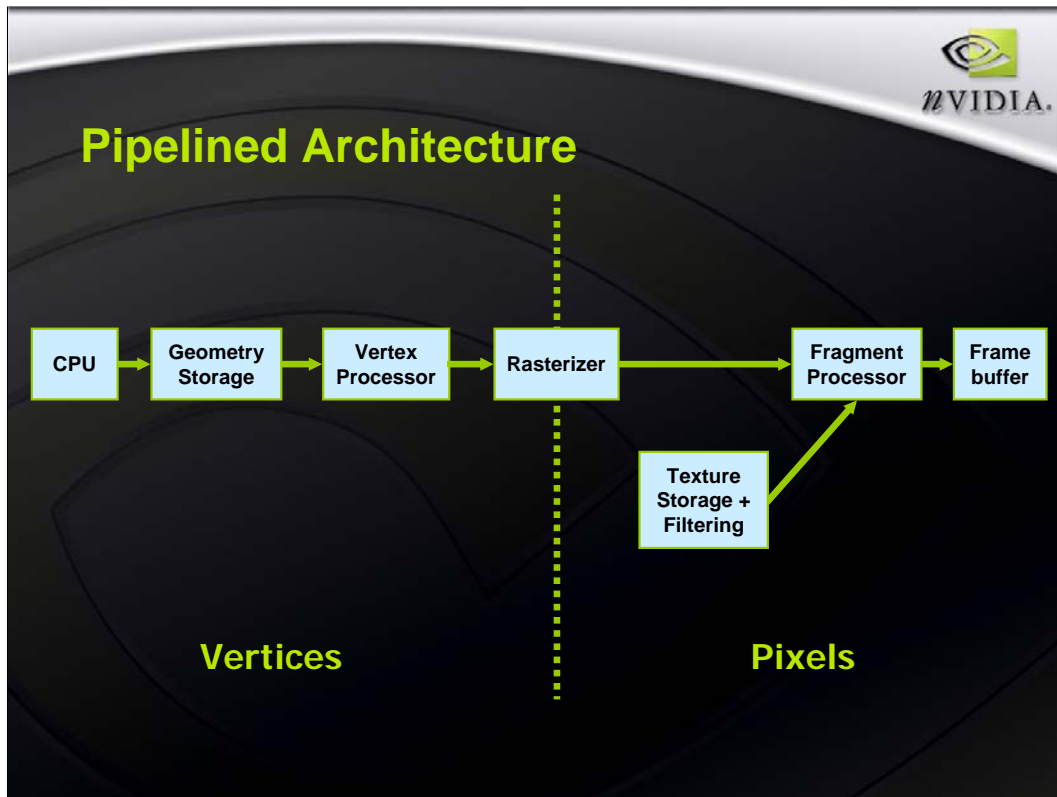 nVIDIA.
Pipelined Architecture
CPU
Geometry
Storage
Vertex
Processor
Rasterizer
Fragment
Processor
Frame
buffer
Texture
Storage +
Filtering
Vertices
Pixels